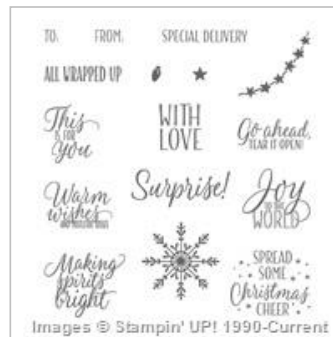 TO: FROM: SPECIAL DELIVERY
ALL WRAPPED UP
This
IS FOR
You
WITH
LOVE
Go ahead,
TEAR IT OPEN!
Warm
wishes
Surprise!
Joy
TO THE
WORLD
Making
spirits
bright
SPREAD
SOME
Christmas
CHEER
Images © Stampin' UP! 1990-Current